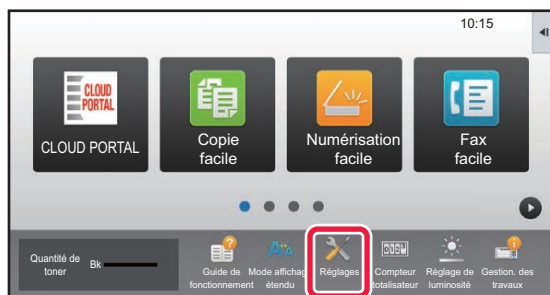 10:15
CLOUD
PORTAL
CLOUD PORTAL
Copie
facile
Numérisation
facile
Fax
facile
Quantité de
toner
Bk
Guide de
fonctionnement
Mode affichage
étendu
Réglages
Compteur
totalisateur
Réglage de
luminosité
Gestion. des
travaux